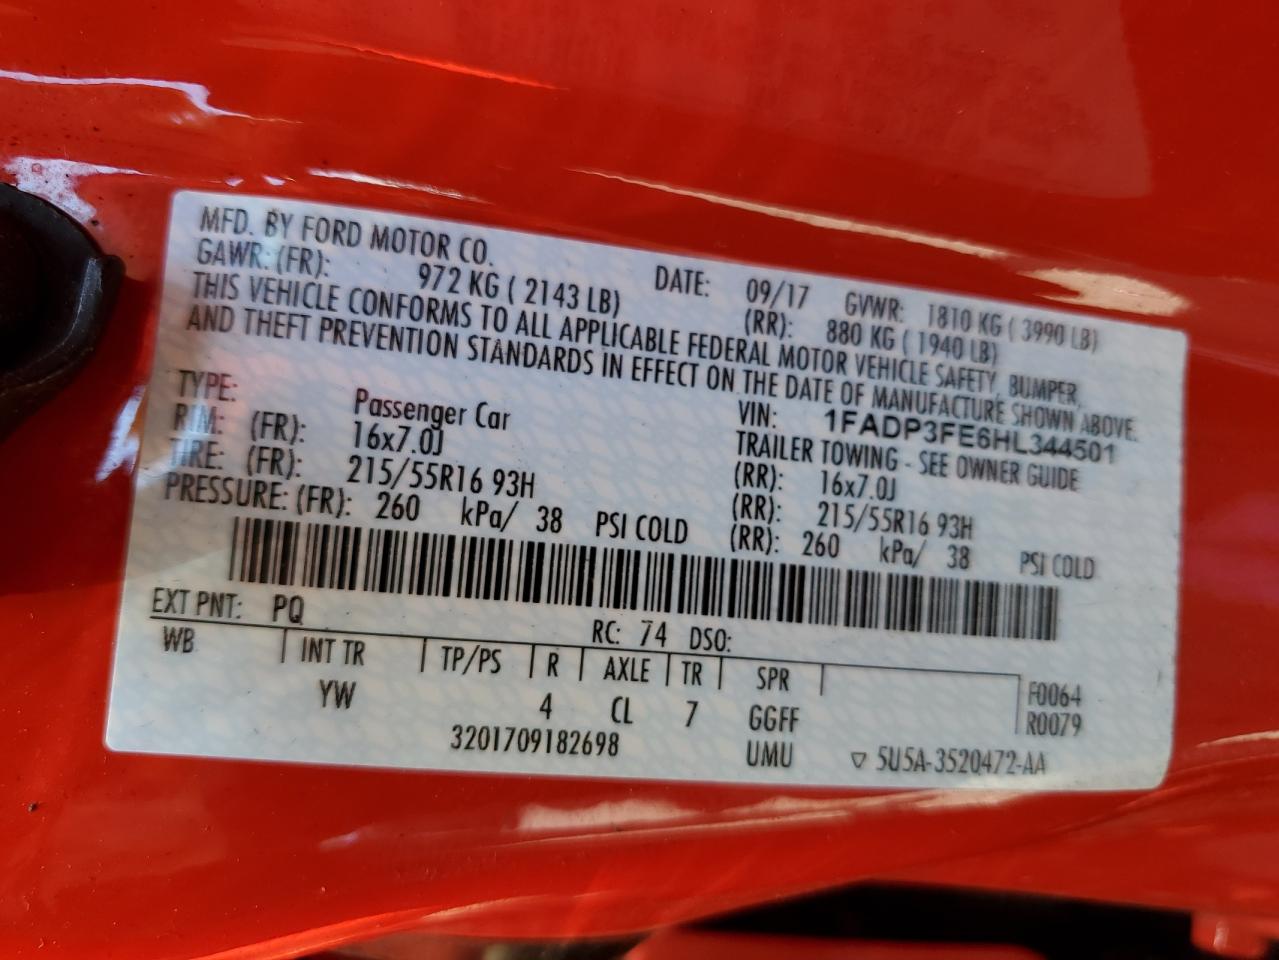 MFD. BY FORD MOTOR CO.
DATE: 09/17 GVWR: 1810 KG ( 3990 LB)
GAWR: (FR): 972 KG ( 2143 LB) (RR): 880 KG ( 1940 LB)
THIS VEHICLE CONFORMS TO ALL APPLICABLE FEDERAL MOTOR VEHICLE SAFETY, BUMPER,
AND THEFT PREVENTION STANDARDS IN EFFECT ON THE DATE OF MANUFACTURE SHOWN ABOVE.
VIN: 1FADP3FE6HL344501
TYPE: Passenger Car TRAILER TOWING - SEE OWNER GUIDE
RIM: (FR): 16x7.0J (RR): 16x7.0J
TIRE: (FR): 215/55R16 93H (RR): 215/55R16 93H
PRESSURE: (FR): 260 kPa/ 38 PSI COLD (RR): 260 kPa/ 38 PSI COLD
EXT PNT: PQ RC: 74 DSO:
WB INT TR TP/PS R AXLE TR SPR F0064
YW 4 CL 7 GGFF R0079
3201709182698 UMU ▽ 5U5A-3520472-AA